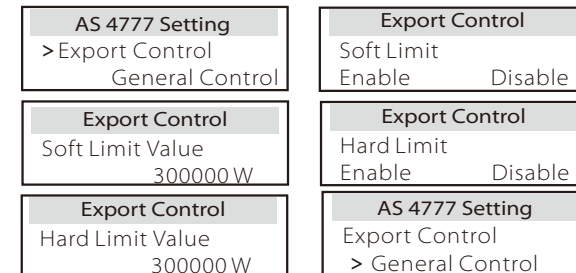 AS 4777 Setting
>Export Control
General Control
Export Control
Soft Limit
Enable Disable
Export Control
Soft Limit Value
300000 W
Export Control
Hard Limit
Enable Disable
Export Control
Hard Limit Value
300000 W
AS 4777 Setting
Export Control
> General Control